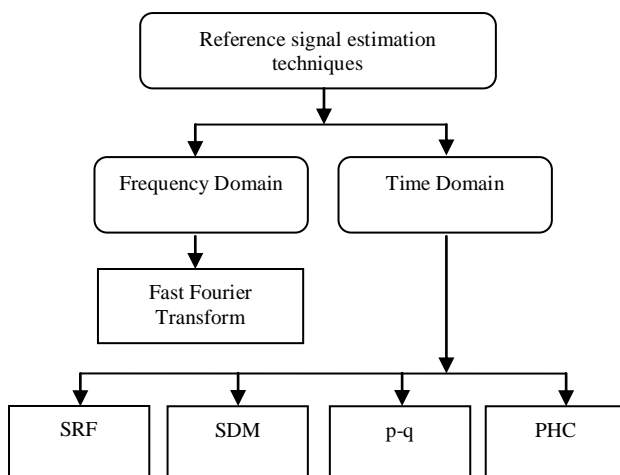 Reference signal estimation
techniques
Frequency Domain
Time Domain
Fast Fourier
Transform
SRF
SDM
p-q
PHC